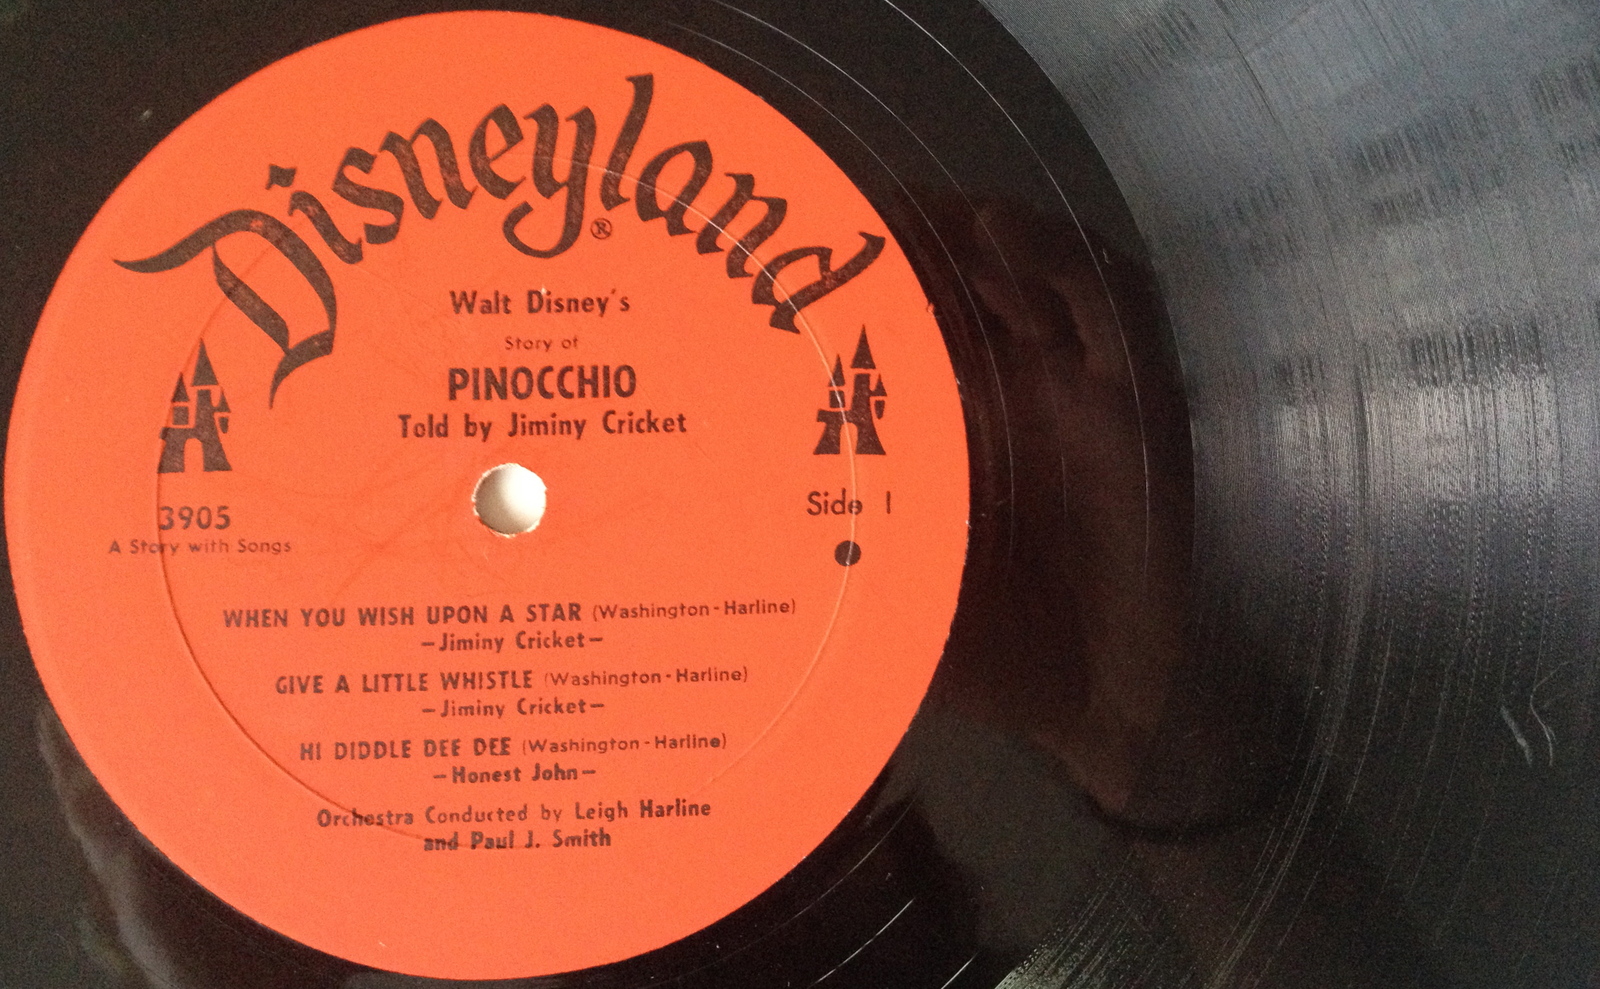 Disneyland®
Walt Disney's
Story of
PINOCCHIO
Told by Jiminy Cricket
3905
A Story with Songs
Side 1
WHEN YOU WISH UPON A STAR (Washington-Harline)
-Jiminy Cricket-
GIVE A LITTLE WHISTLE (Washington-Harline)
-Jiminy Cricket-
HI DIDDLE DEE DEE (Washington-Harline)
-Honest John-
Orchestra Conducted by Leigh Harline
and Paul J. Smith